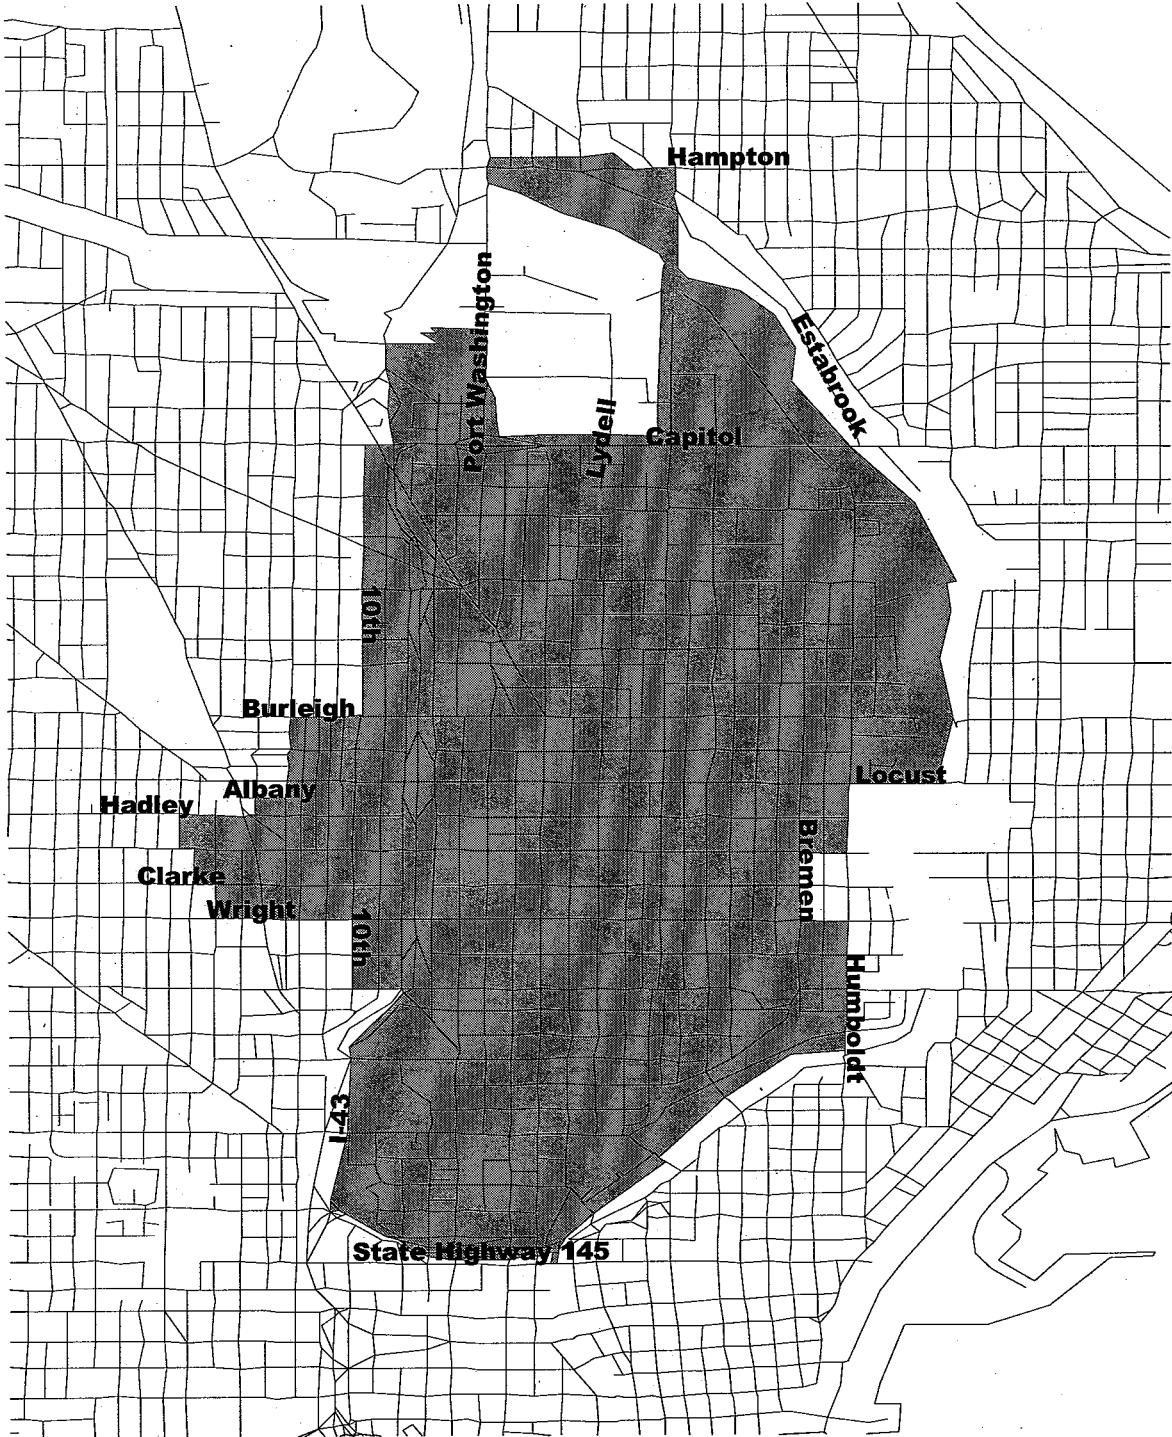 Hampton
Port Washington
Estabrook
Lydell
Capitol
10th
Burleigh
Locust
Albany
Hadley
Bremen
Clarke
Wright
10th
Humboldt
I-43
State Highway 145